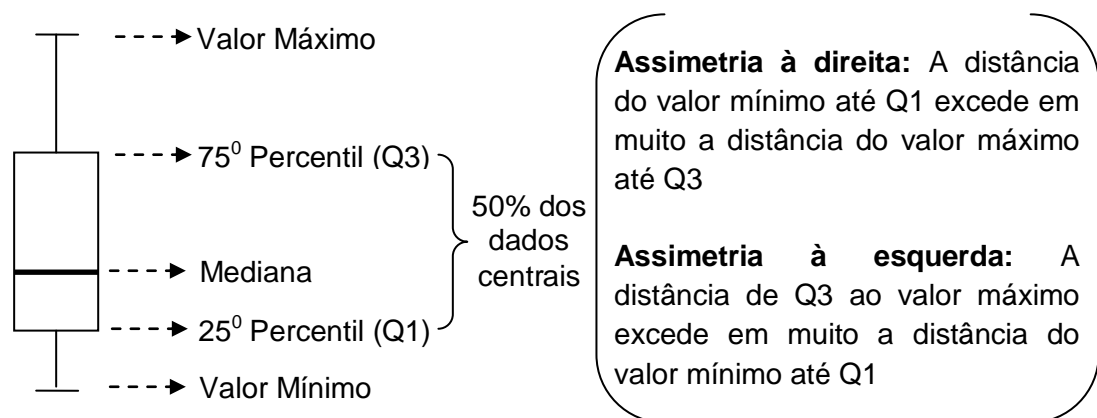 Valor Máximo
75⁰ Percentil (Q3)
50% dos
dados
centrais
Mediana
25⁰ Percentil (Q1)
Valor Mínimo
Assimetria à direita: A distância
do valor mínimo até Q1 excede em
muito a distância do valor máximo
até Q3
Assimetria à esquerda: A
distância de Q3 ao valor máximo
excede em muito a distância do
valor mínimo até Q1